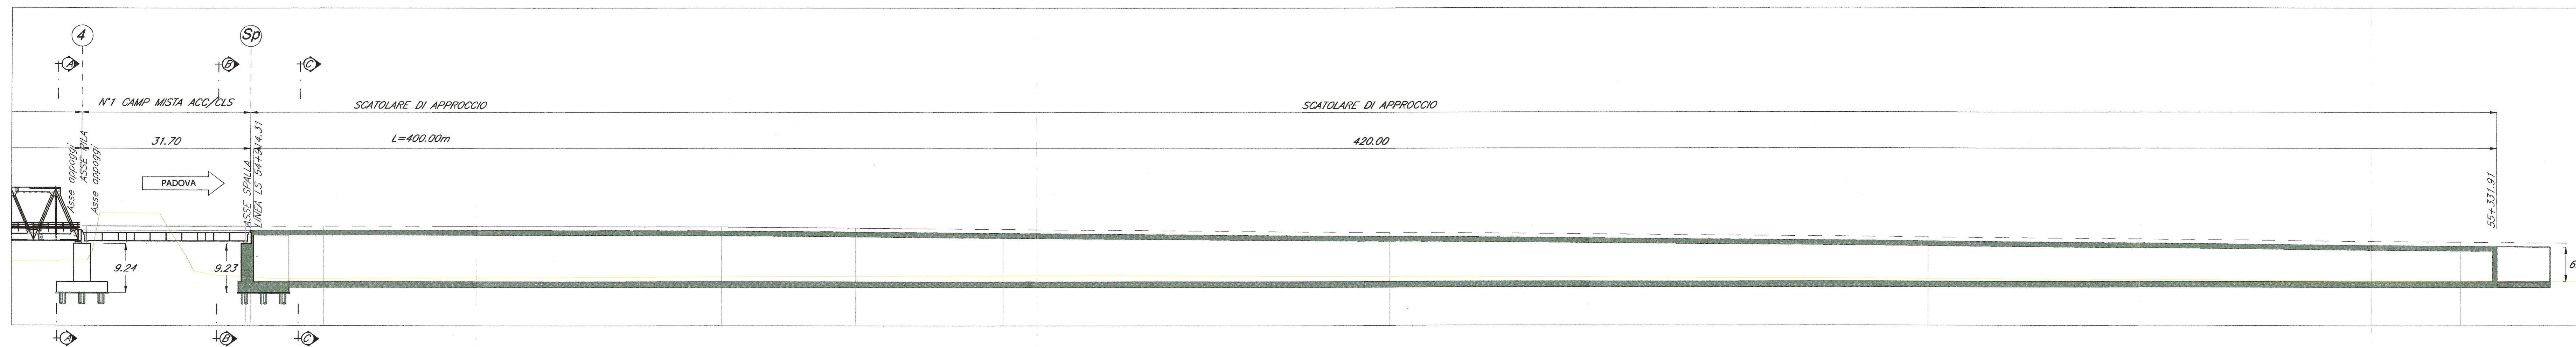 4
Sp
A
B
C
N°1 CAMP MISTA ACC/CLS
SCATOLARE DI APPROCCIO
SCATOLARE DI APPROCCIO
31.70
L=400.00m
420.00
Asse appoggi
ASSE PILA
Asse appoggi
PADOVA
ASSE SPALLA
LINEA LS 54+914.31
55+331.91
9.24
9.23
6
A
B
C